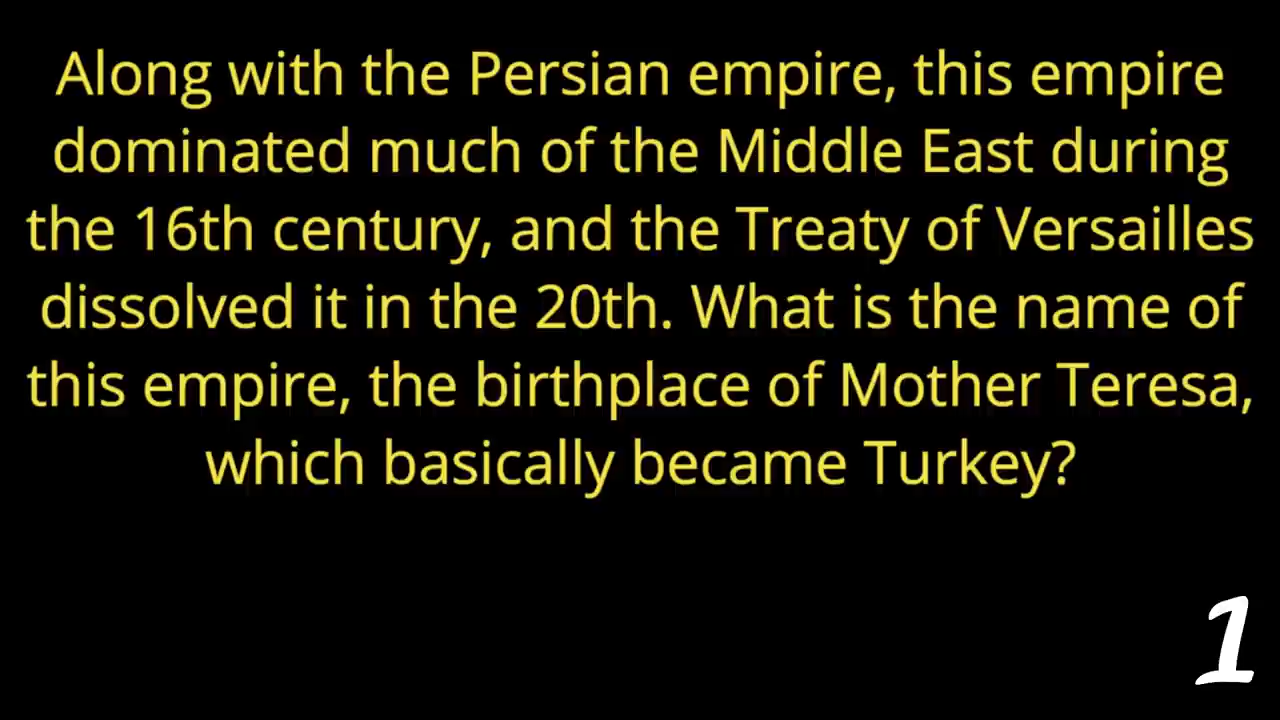 Along with the Persian empire, this empire
dominated much of the Middle East during
the 16th century, and the Treaty of Versailles
dissolved it in the 20th. What is the name of
this empire, the birthplace of Mother Teresa,
which basically became Turkey?
1